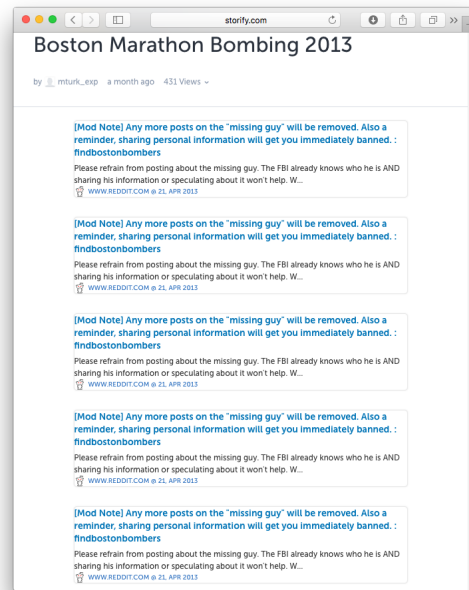 storify.com
Boston Marathon Bombing 2013
by mturk_exp a month ago 431 Views
[Mod Note] Any more posts on the "missing guy" will be removed. Also a
reminder, sharing personal information will get you immediately banned. :
findbostonbombers
Please refrain from posting about the missing guy. The FBI already knows who he is AND
sharing his information or speculating about it won't help. W...
WWW.REDDIT.COM @ 21, APR 2013
[Mod Note] Any more posts on the "missing guy" will be removed. Also a
reminder, sharing personal information will get you immediately banned. :
findbostonbombers
Please refrain from posting about the missing guy. The FBI already knows who he is AND
sharing his information or speculating about it won't help. W...
WWW.REDDIT.COM @ 21, APR 2013
[Mod Note] Any more posts on the "missing guy" will be removed. Also a
reminder, sharing personal information will get you immediately banned. :
findbostonbombers
Please refrain from posting about the missing guy. The FBI already knows who he is AND
sharing his information or speculating about it won't help. W...
WWW.REDDIT.COM @ 21, APR 2013
[Mod Note] Any more posts on the "missing guy" will be removed. Also a
reminder, sharing personal information will get you immediately banned. :
findbostonbombers
Please refrain from posting about the missing guy. The FBI already knows who he is AND
sharing his information or speculating about it won't help. W...
WWW.REDDIT.COM @ 21, APR 2013
[Mod Note] Any more posts on the "missing guy" will be removed. Also a
reminder, sharing personal information will get you immediately banned. :
findbostonbombers
Please refrain from posting about the missing guy. The FBI already knows who he is AND
sharing his information or speculating about it won't help. W...
WWW.REDDIT.COM @ 21, APR 2013